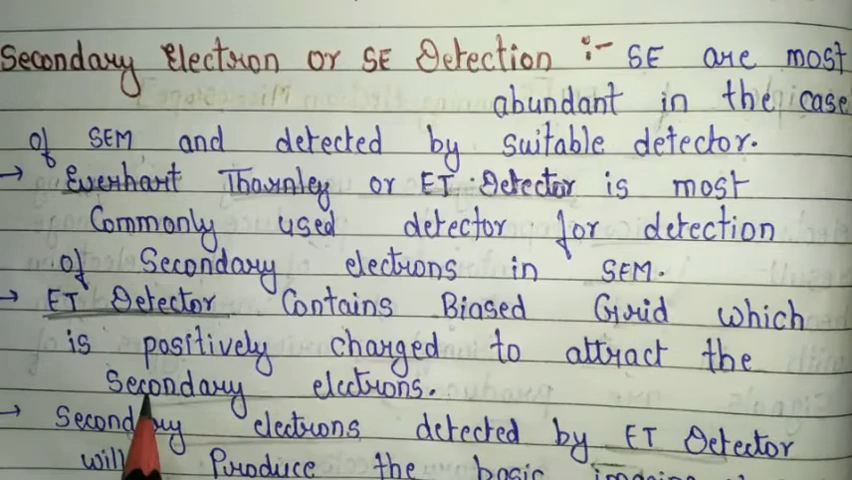 Secondary Electron or SE Detection :- SE are most
abundant in the case
of SEM and detected by suitable detector.
→ Everhart Thornley or ET Detector is most
Commonly used detector for detection
of Secondary electrons in SEM.
→ ET Detector Contains Biased Grid which
is positively charged to attract the
Secondary electrons.
→ Secondary electrons detected by ET Detector
will Produce the basic imaging